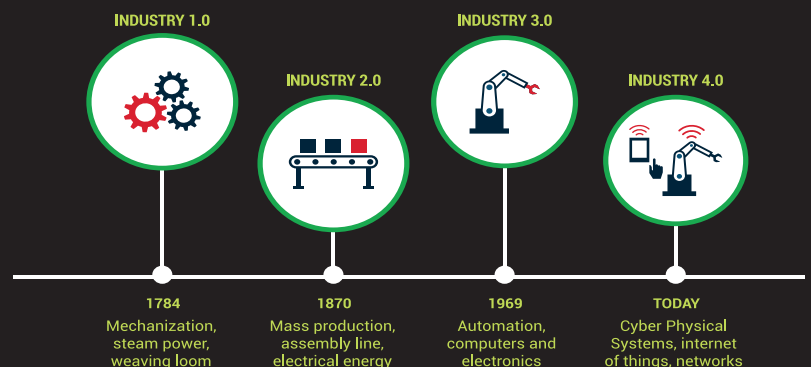 INDUSTRY 1.0
INDUSTRY 2.0
INDUSTRY 3.0
INDUSTRY 4.0
1784
Mechanization,
steam power,
weaving loom
1870
Mass production,
assembly line,
electrical energy
1969
Automation,
computers and
electronics
TODAY
Cyber Physical
Systems, internet
of things, networks